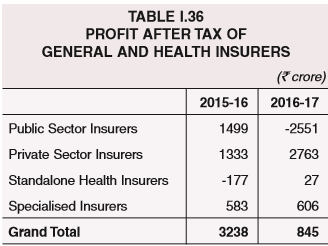 TABLE I.36
PROFIT AFTER TAX OF
GENERAL AND HEALTH INSURERS
(₹ crore)
2015-16 2016-17
Public Sector Insurers 1499 -2551
Private Sector Insurers 1333 2763
Standalone Health Insurers -177 27
Specialised Insurers 583 606
Grand Total 3238 845